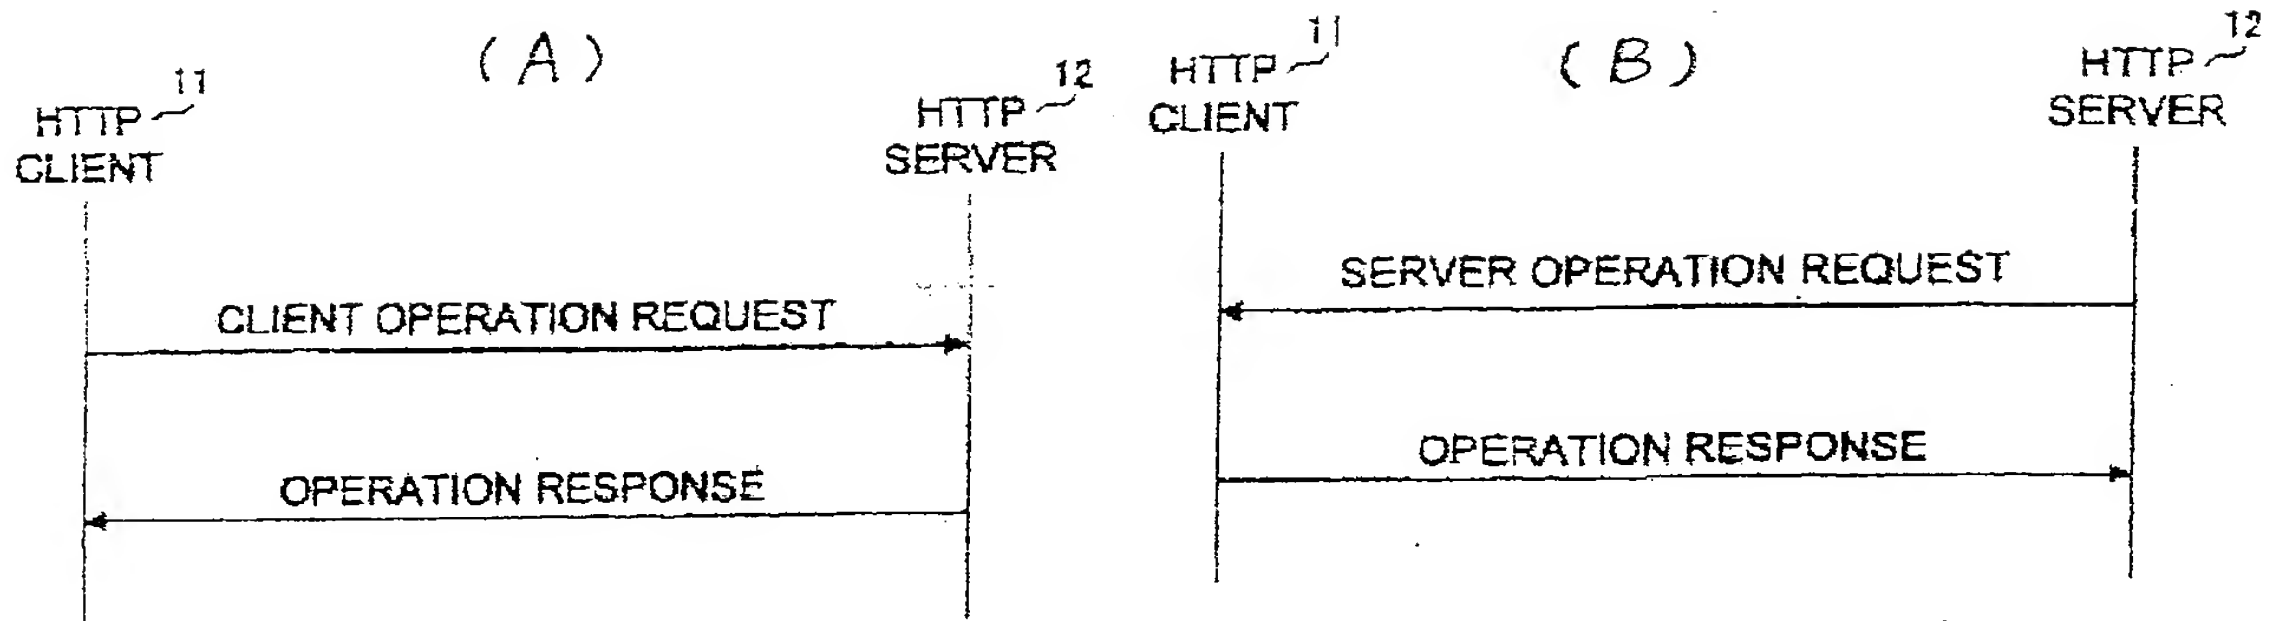 (A)
HTTP 11
CLIENT
HTTP 12
SERVER
CLIENT OPERATION REQUEST
OPERATION RESPONSE
(B)
HTTP 11
CLIENT
HTTP 12
SERVER
SERVER OPERATION REQUEST
OPERATION RESPONSE